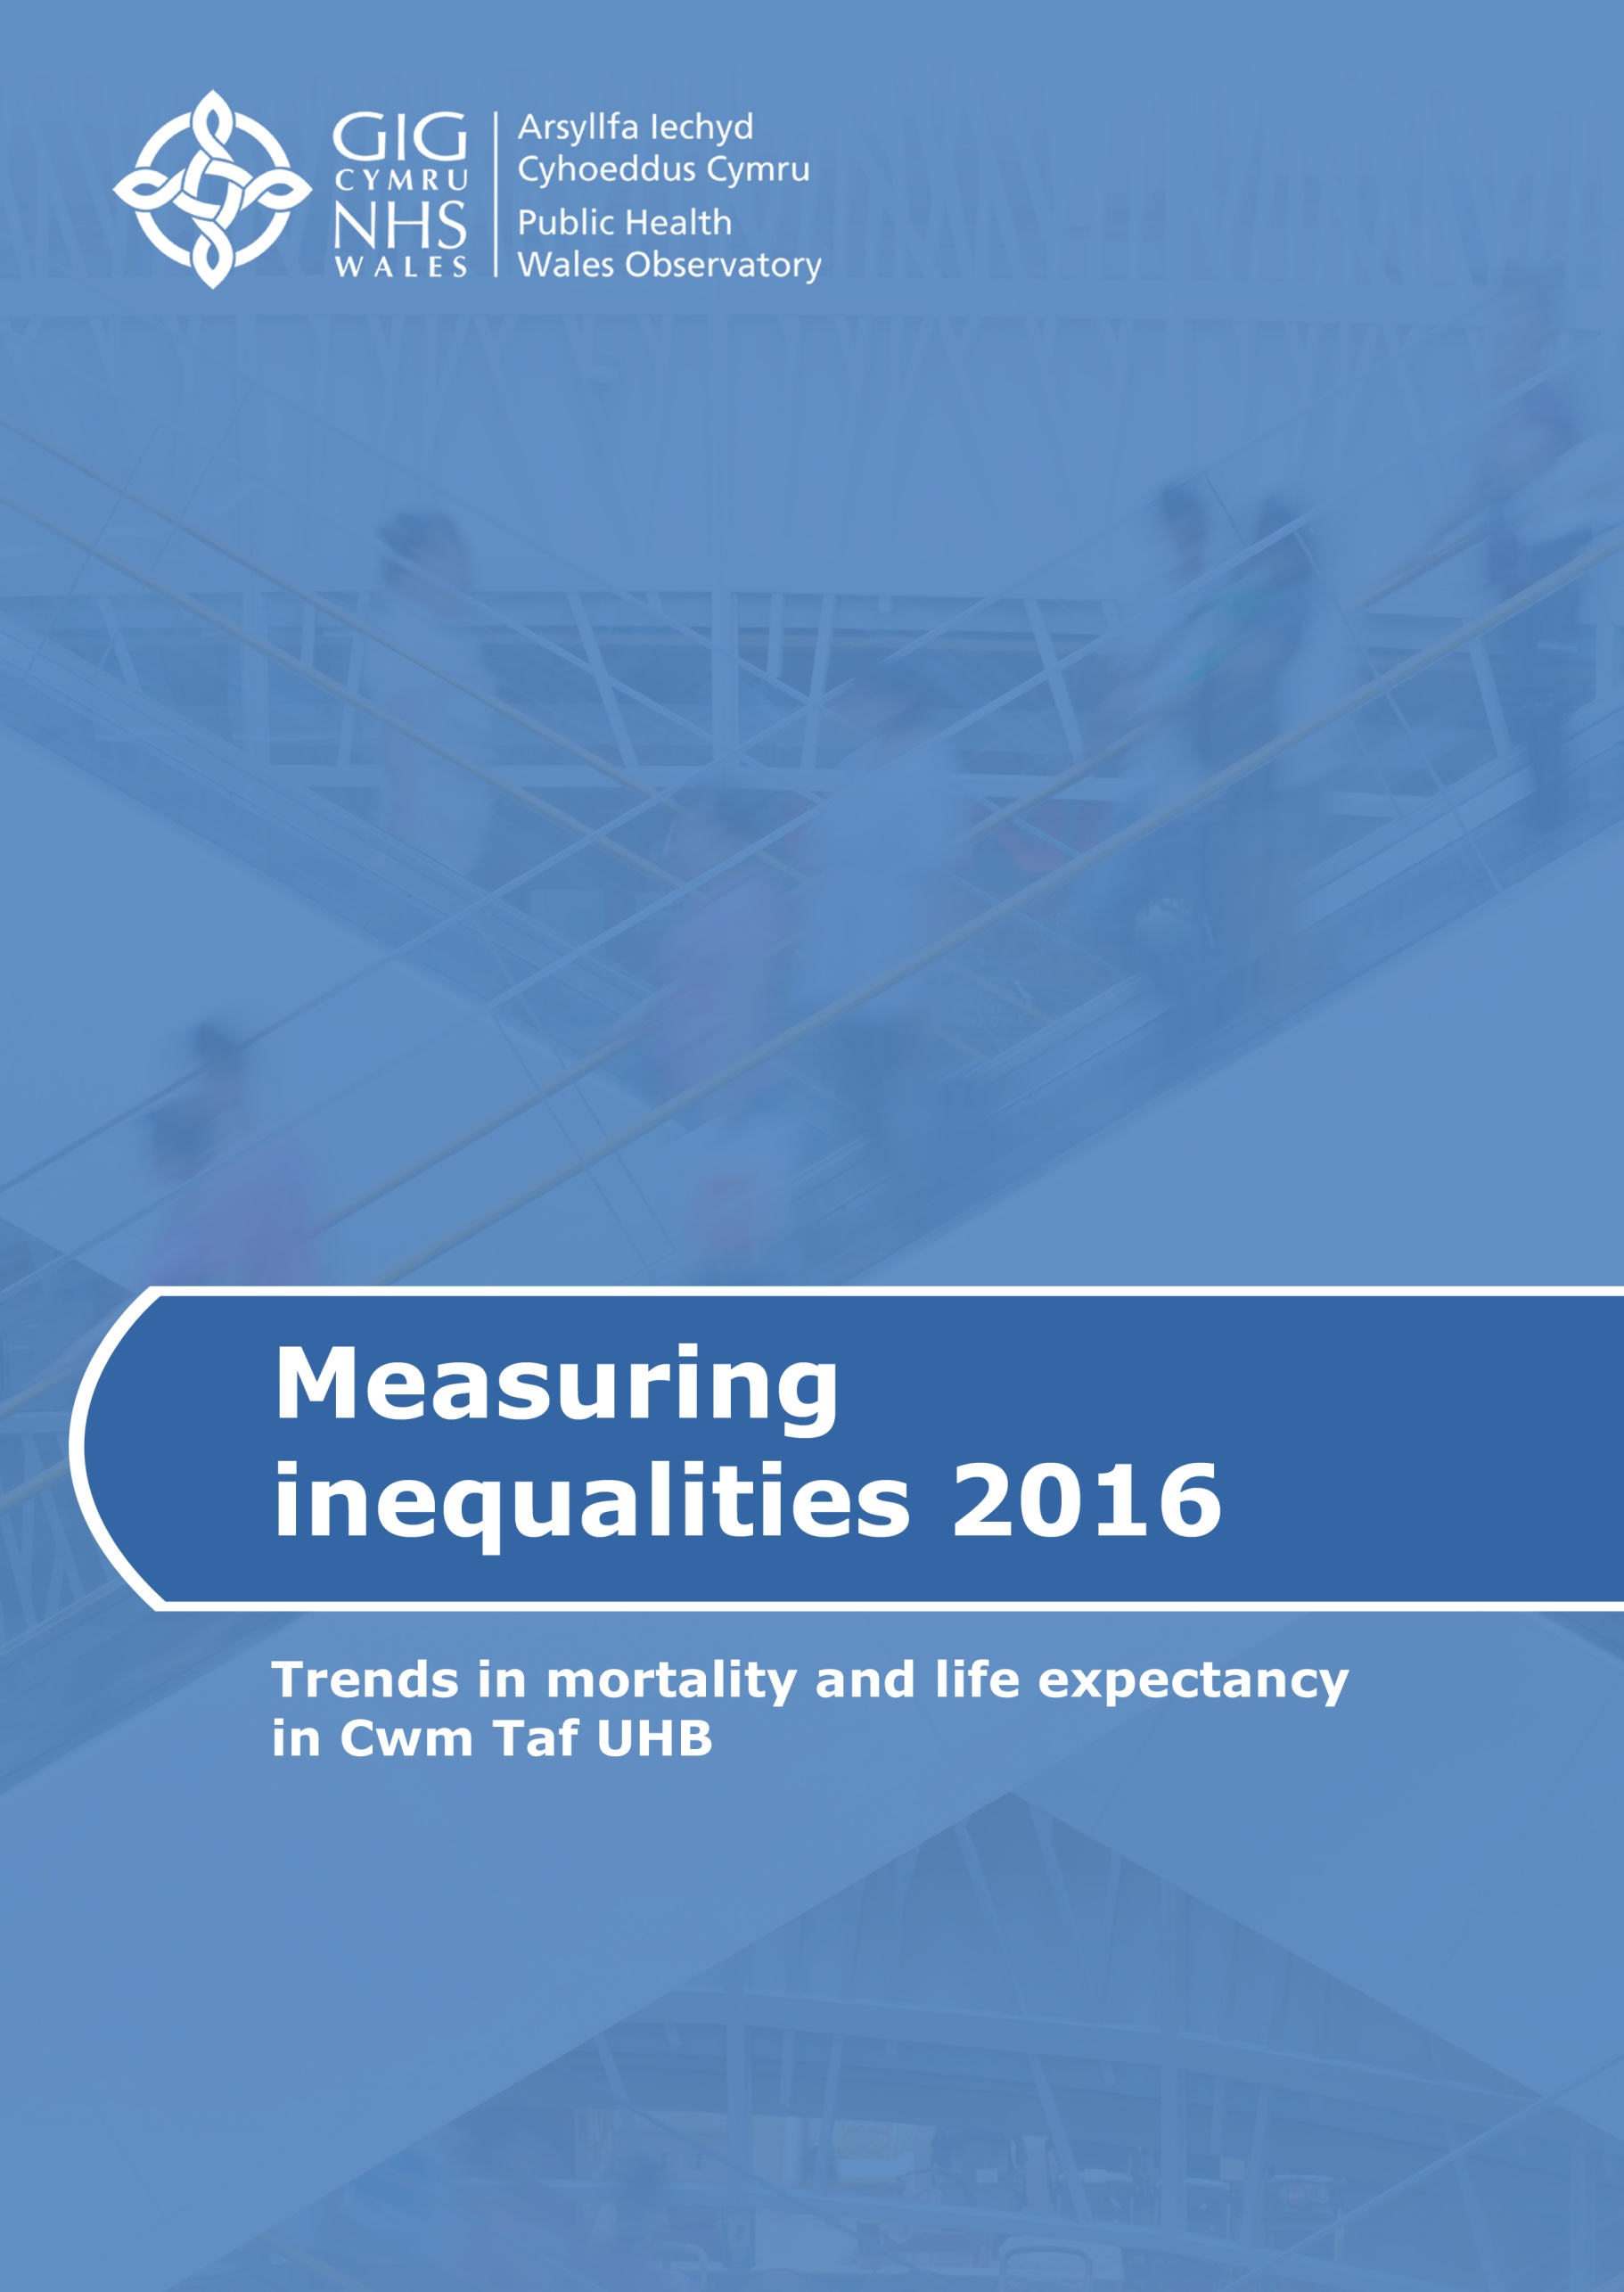 GIG
CYMRU
NHS
WALES
Arsyllfa Iechyd
Cyhoeddus Cymru
Public Health
Wales Observatory
Measuring
inequalities 2016
Trends in mortality and life expectancy
in Cwm Taf UHB